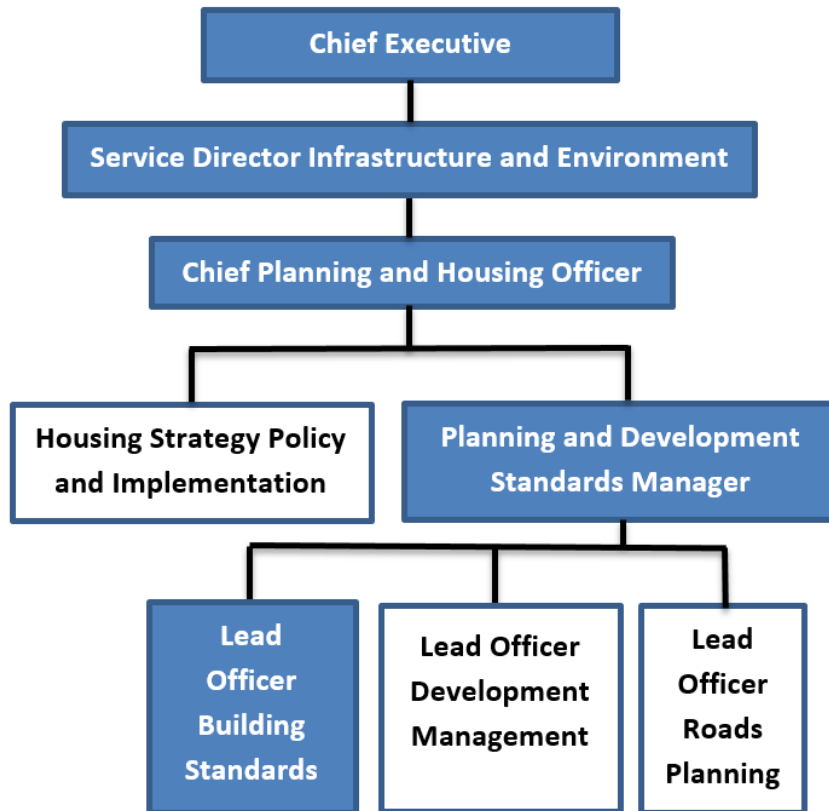 Chief Executive
Service Director Infrastructure and Environment
Chief Planning and Housing Officer
Housing Strategy Policy
and Implementation
Planning and Development
Standards Manager
Lead
Officer
Building
Standards
Lead Officer
Development
Management
Lead
Officer
Roads
Planning